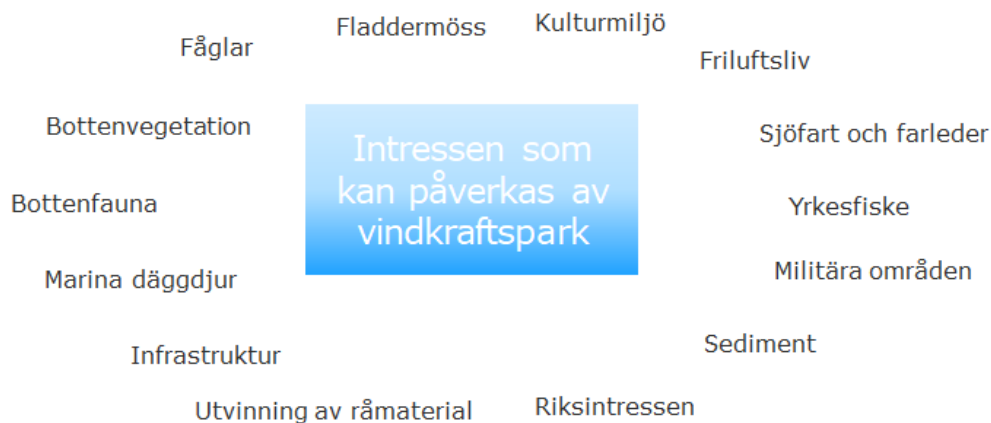 Fladdermöss
Kulturmiljö
Fåglar
Friluftsliv
Bottenvegetation
Sjöfart och farleder
Intressen som
kan påverkas av
vindkraftspark
Bottenfauna
Yrkesfiske
Marina däggdjur
Militära områden
Infrastruktur
Sediment
Utvinning av råmaterial
Riksintressen